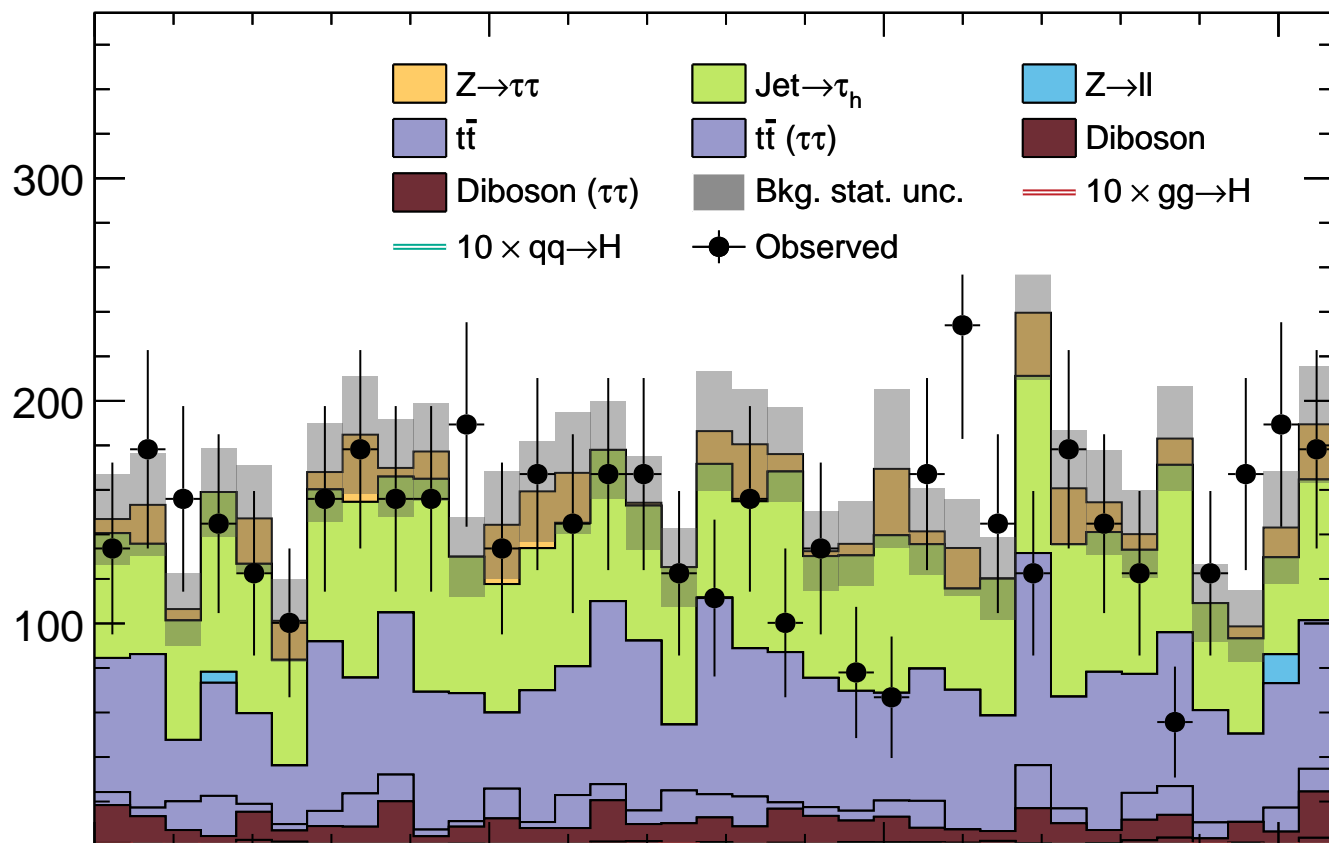 Z→ττ Jet→τh Z→ll
tt̄ tt̄ (ττ) Diboson
300
Diboson (ττ) Bkg. stat. unc. 10 × gg→H
10 × qq→H Observed
200
100